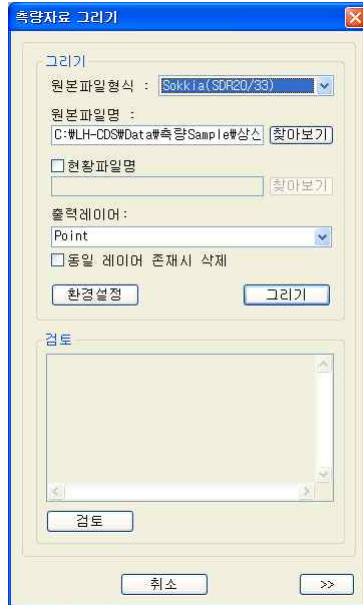 측량자료 그리기
그리기
원본파일형식 : Sokkia(SDR20/33)
원본파일명 :
C:₩LH-CDS₩Data₩측량Sample₩상신 찾아보기
현황파일명
찾아보기
출력레이어:
Point
동일 레이어 존재시 삭제
환경설정 그리기
검토
검토
취소 >>